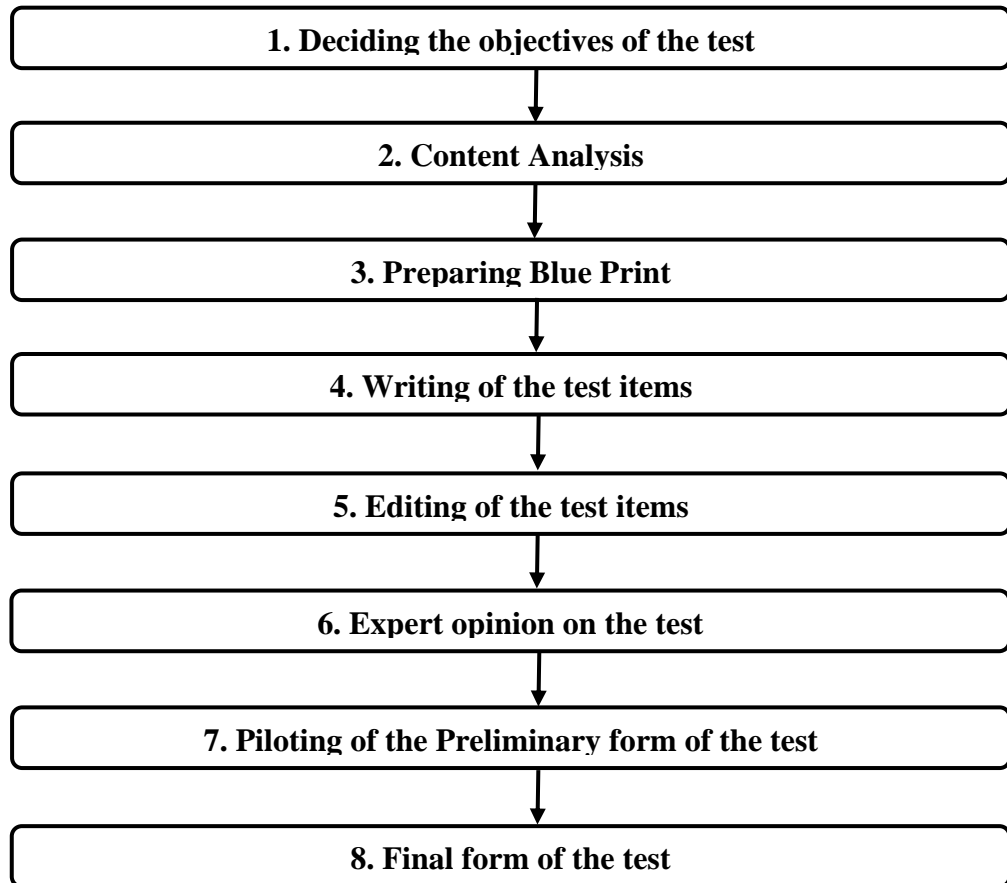 1. Deciding the objectives of the test
2. Content Analysis
3. Preparing Blue Print
4. Writing of the test items
5. Editing of the test items
6. Expert opinion on the test
7. Piloting of the Preliminary form of the test
8. Final form of the test